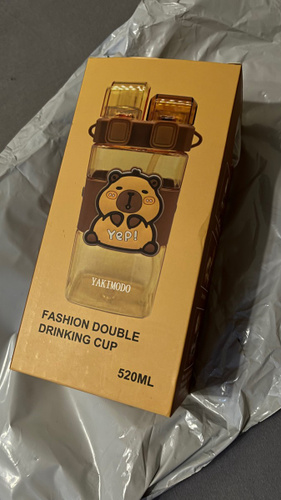 Yep!
YAKIMODO
FASHION DOUBLE
DRINKING CUP
520ML